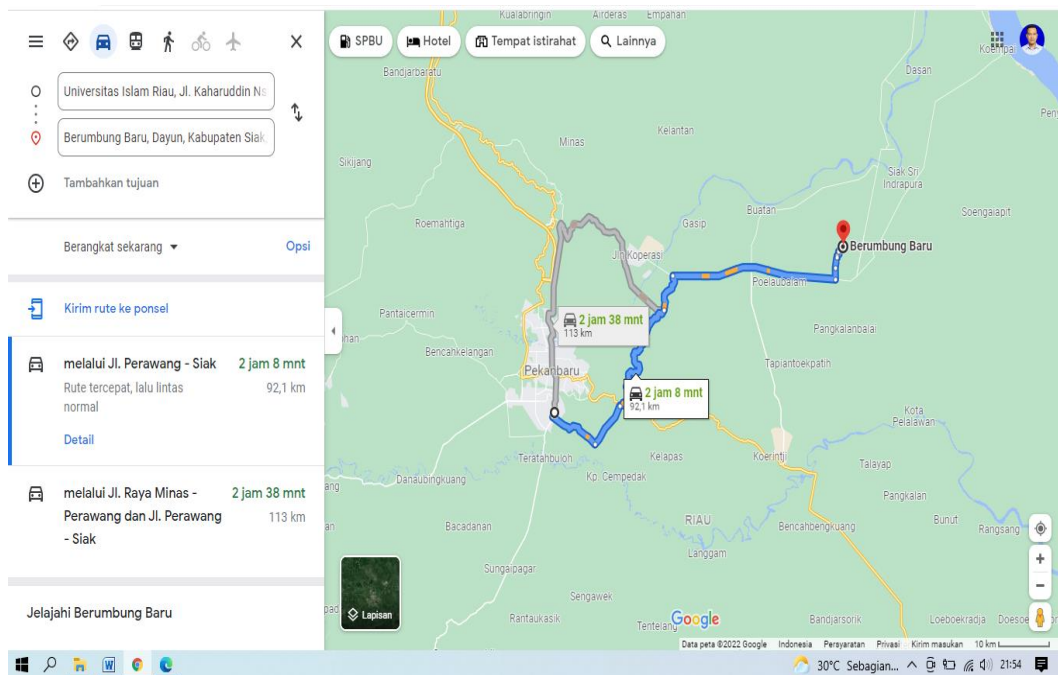 Universitas Islam Riau, Jl. Kaharuddin Ns
Berumbung Baru, Dayun, Kabupaten Siak,
Tambahkan tujuan
Berangkat sekarang
Opsi
Kirim rute ke ponsel
melalui Jl. Perawang - Siak 2 jam 8 mnt
Rute tercepat, lalu lintas 92,1 km
normal
Detail
melalui Jl. Raya Minas - 2 jam 38 mnt
Perawang dan Jl. Perawang 113 km
- Siak
Jelajahi Berumbung Baru
SPBU
Hotel
Tempat istirahat
Lainnya
Kualabringin
Airderas
Empahan
Bandjarbaratu
Koempai
Dasan
Minas
Kelantan
Sikijang
Siak Sri
Indrapura
Roemahtiga
Gasip
Buatan
Soengaiapit
Berumbung Baru
Jln Koperasi
Poelaubalam
Pantaicermin
2 jam 38 mnt
113 km
Pangkalanbalai
Bencahkelangan
Tapiantoekpatih
Pekanbaru
2 jam 8 mnt
92,1 km
Kota
Pelalawan
Teratahbuloh
Kelapas
Koerintji
Talayap
Danaubingkuang
Kp. Cempedak
Pangkalan
RIAU
Bencahbengkuang
Bunut
Rangsang
Bacadanan
Langgam
Sungaipagar
Sengawek
Lapisan
Rantaukasik
Tentelang
Google
Bandjarsorik
Loeboekradja
Data peta ©2022 Google Indonesia Persyaratan Privasi Kirim masukan 10 km
30°C Sebagian... 21:54